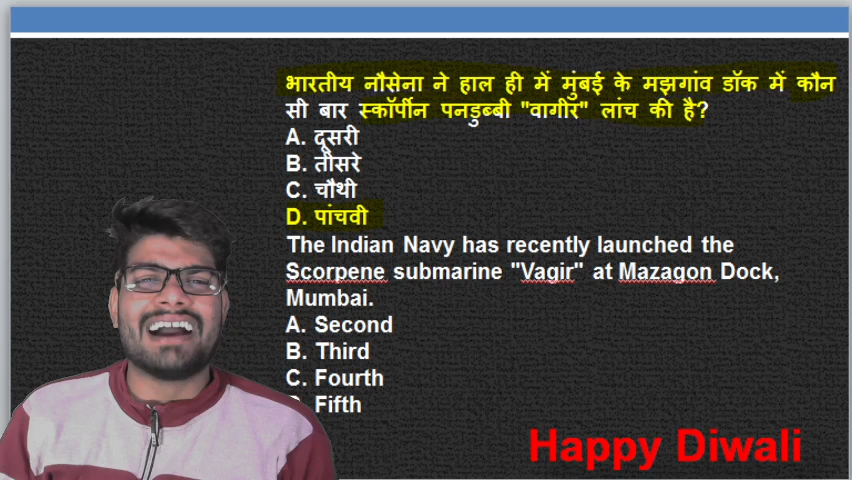 भारतीय नौसेना ने हाल ही में मुंबई के मझगांव डॉक में कौन
सी बार स्कॉर्पीन पनडुब्बी "वागीर" लांच की है?
A. दूसरी
B. तीसरे
C. चौथी
D. पांचवी
The Indian Navy has recently launched the
Scorpene submarine "Vagir" at Mazagon Dock,
Mumbai.
A. Second
B. Third
C. Fourth
D. Fifth
Happy Diwali